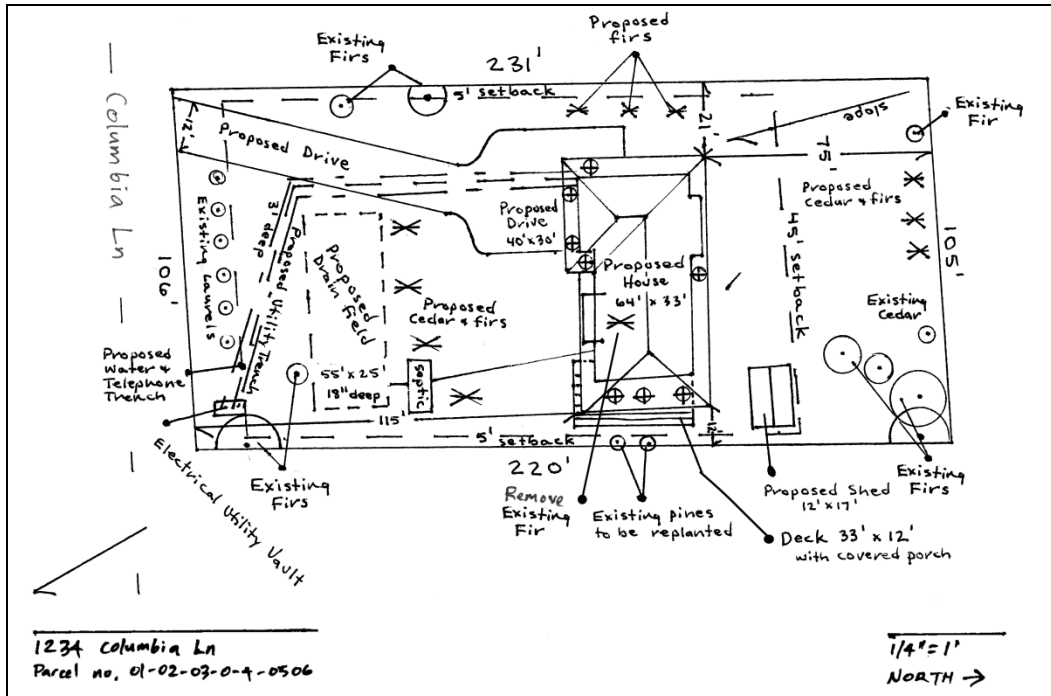 Columbia Ln
Existing
Firs
231'
Proposed
firs
5' setback
12'
Proposed Drive
21'
slope
Existing
Fir
75'
Proposed
Cedar & firs
Existing Laurels
3' deep
Proposed Utility Trench
Proposed
Drain field
Proposed
Drive
40'x30'
Proposed
House
64' x 33'
45' setback
105'
106'
Proposed
Cedar & firs
Existing
Cedar
Proposed
Water &
Telephone
Trench
55'x 25'
18" deep
Septic
115'
5' setback
12'
220'
Electrical Utility Vault
Existing
Firs
Remove
Existing
Fir
Existing pines
to be replanted
Proposed Shed
12'x17'
Existing
Firs
Deck 33' x 12'
with covered porch
1234 Columbia Ln
Parcel no. 01-02-03-0-4-0506
1/4"=1'
NORTH →